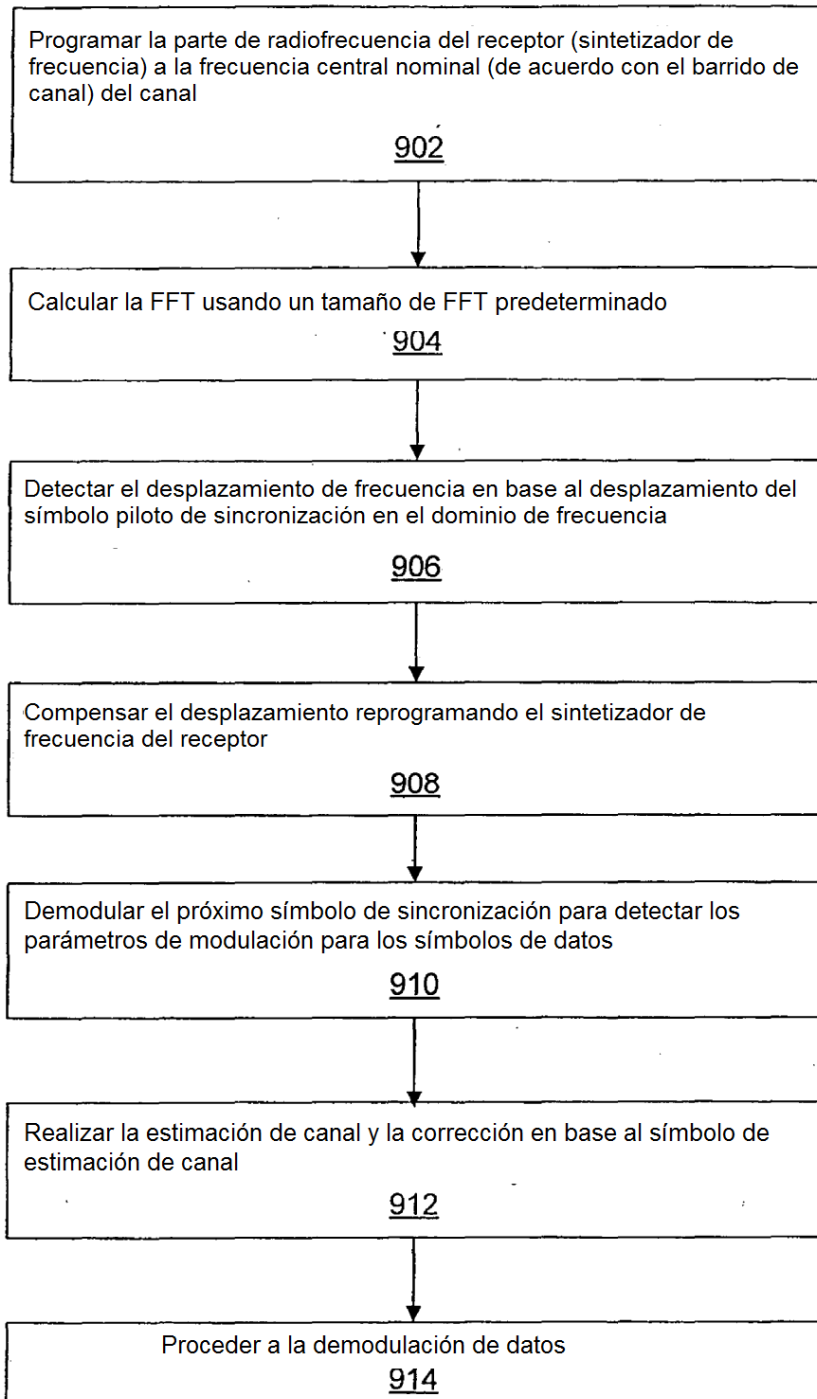 Programar la parte de radiofrecuencia del receptor (sintetizador de
frecuencia) a la frecuencia central nominal (de acuerdo con el barrido de
canal) del canal
902
Calcular la FFT usando un tamaño de FFT predeterminado
904
Detectar el desplazamiento de frecuencia en base al desplazamiento del
símbolo piloto de sincronización en el dominio de frecuencia
906
Compensar el desplazamiento reprogramando el sintetizador de
frecuencia del receptor
908
Demodular el próximo símbolo de sincronización para detectar los
parámetros de modulación para los símbolos de datos
910
Realizar la estimación de canal y la corrección en base al símbolo de
estimación de canal
912
Proceder a la demodulación de datos
914